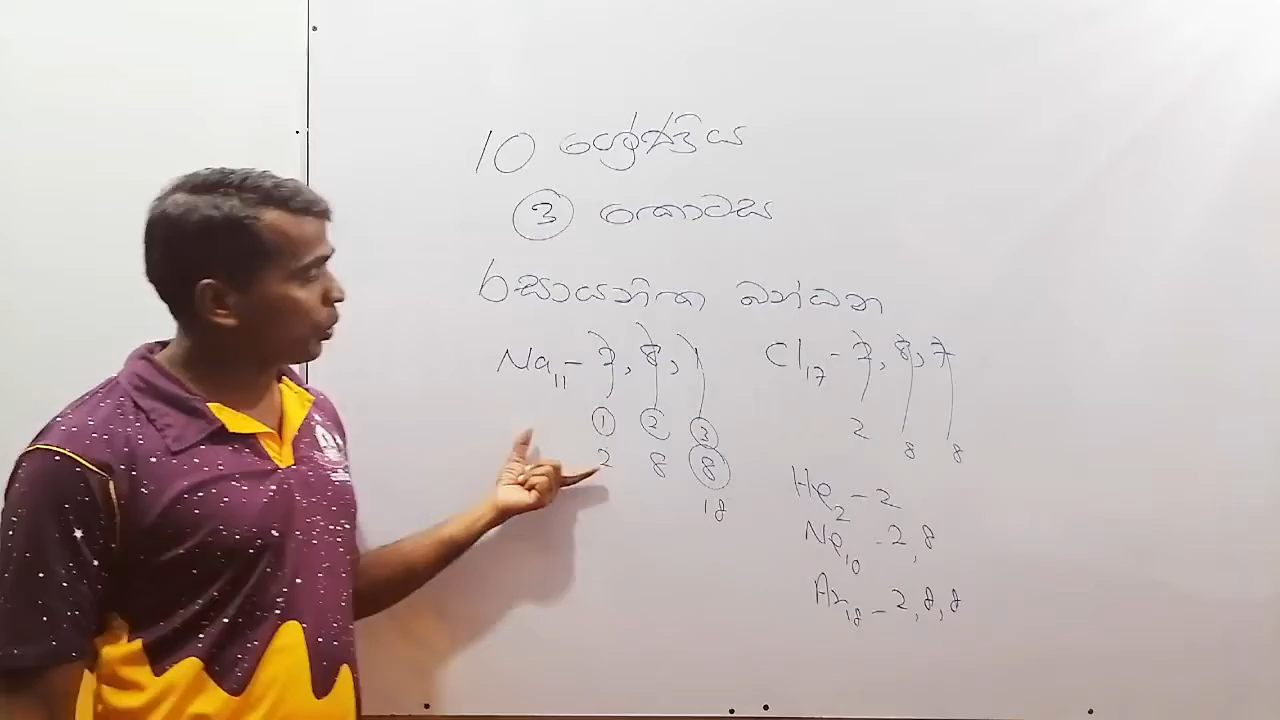 10 ශ්‍රේණිය
3 කොටස
රසායනික බන්ධන
Na11 - 2, 8, 1
1 2 3
2 8 8
18
Cl17 - 2, 8, 7
2 8 8
He2 - 2
Ne10 - 2, 8
Ar18 - 2, 8, 8